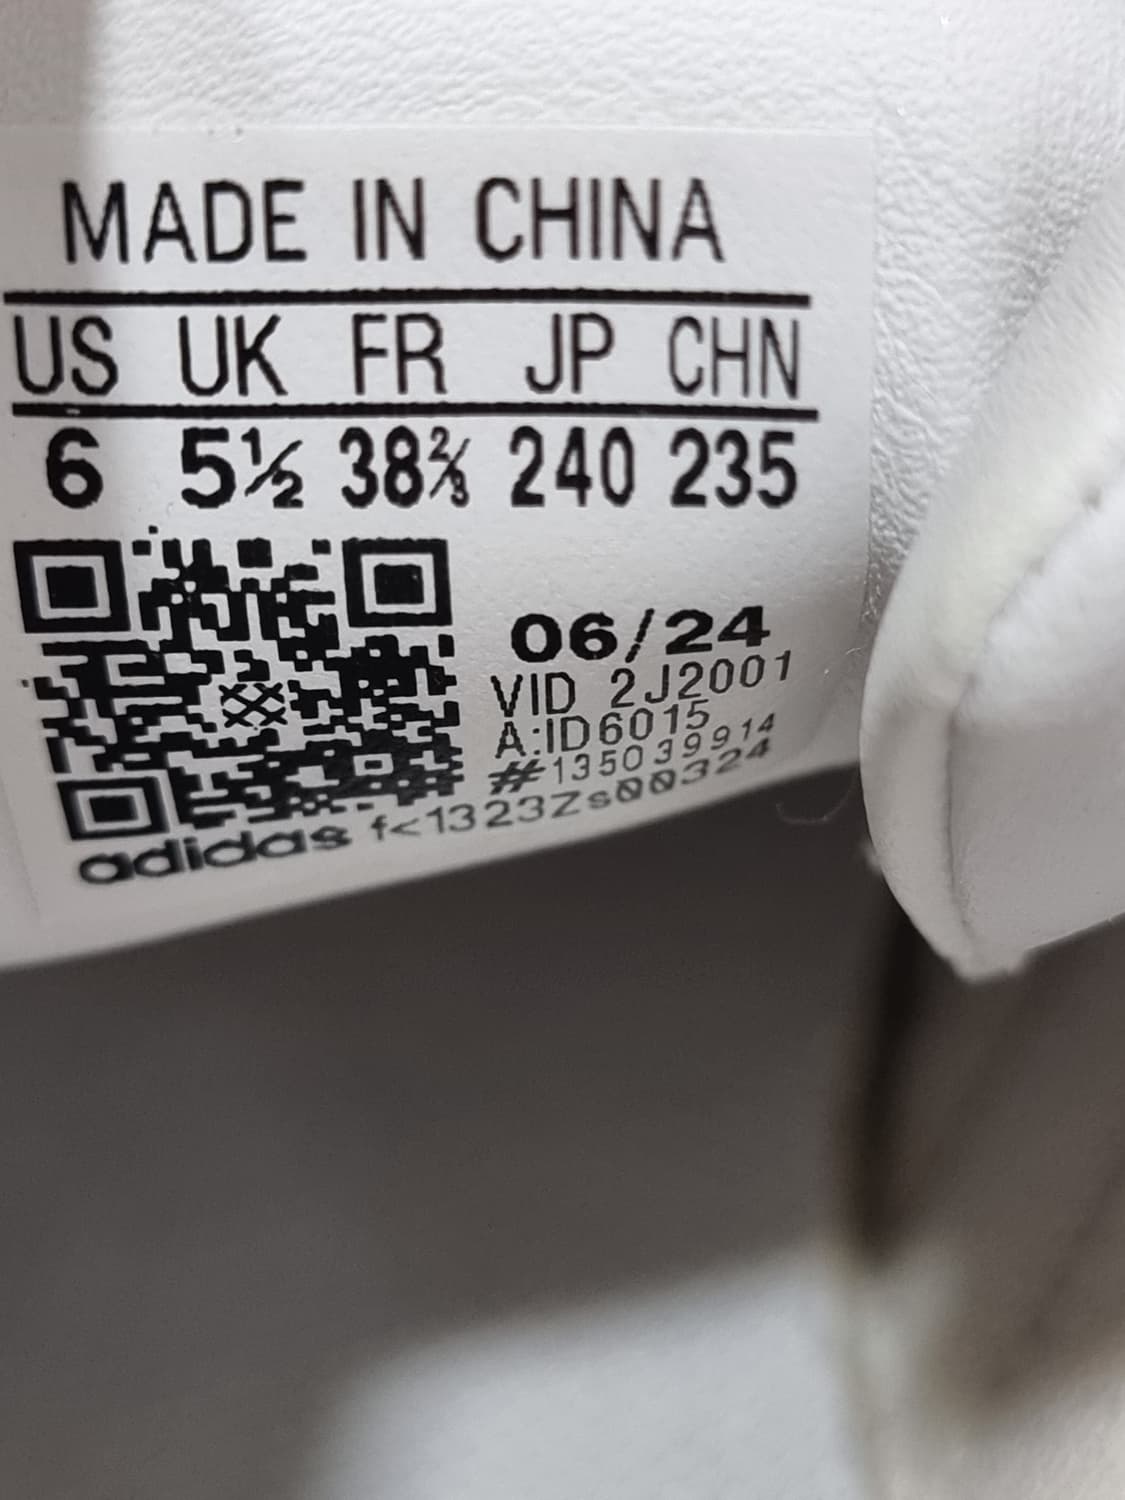 MADE IN CHINA
US UK FR JP CHN
6 5½ 38⅔ 240 235
06/24
VID 2J2001
A:ID6015
#135039914
adidas f<1323Zs00324